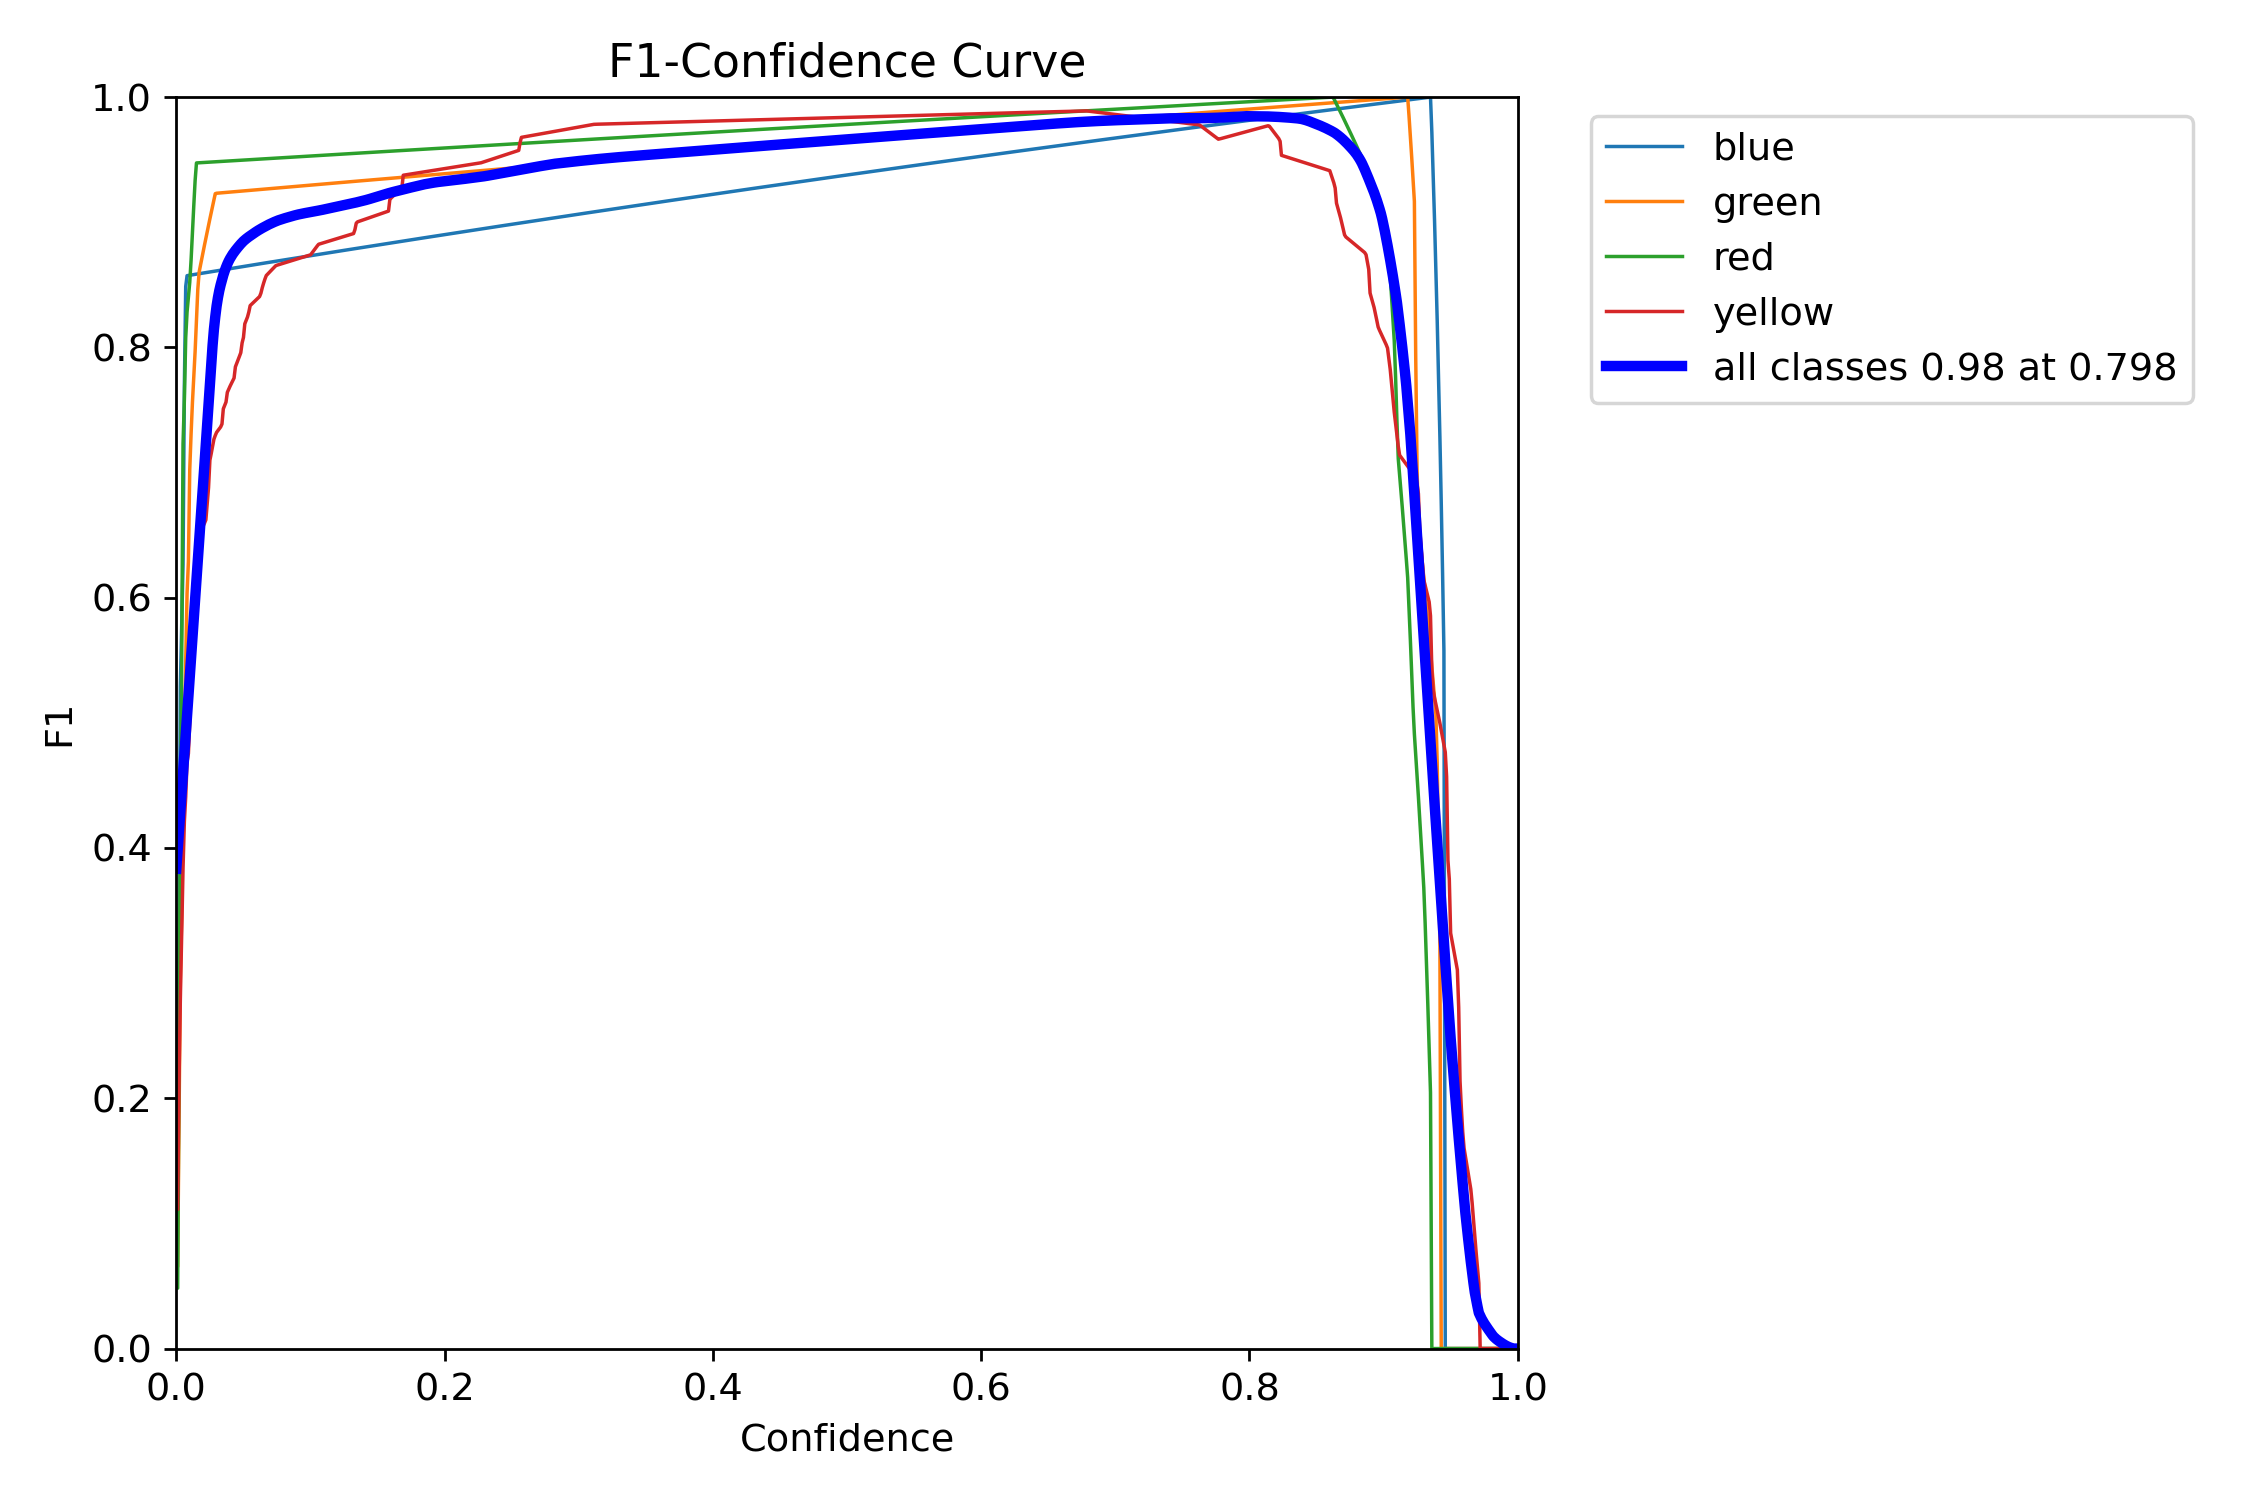 F1-Confidence Curve
1.0
0.8
0.6
0.4
0.2
0.0
F1
0.0 0.2 0.4 0.6 0.8 1.0
Confidence
blue
green
red
yellow
all classes 0.98 at 0.798